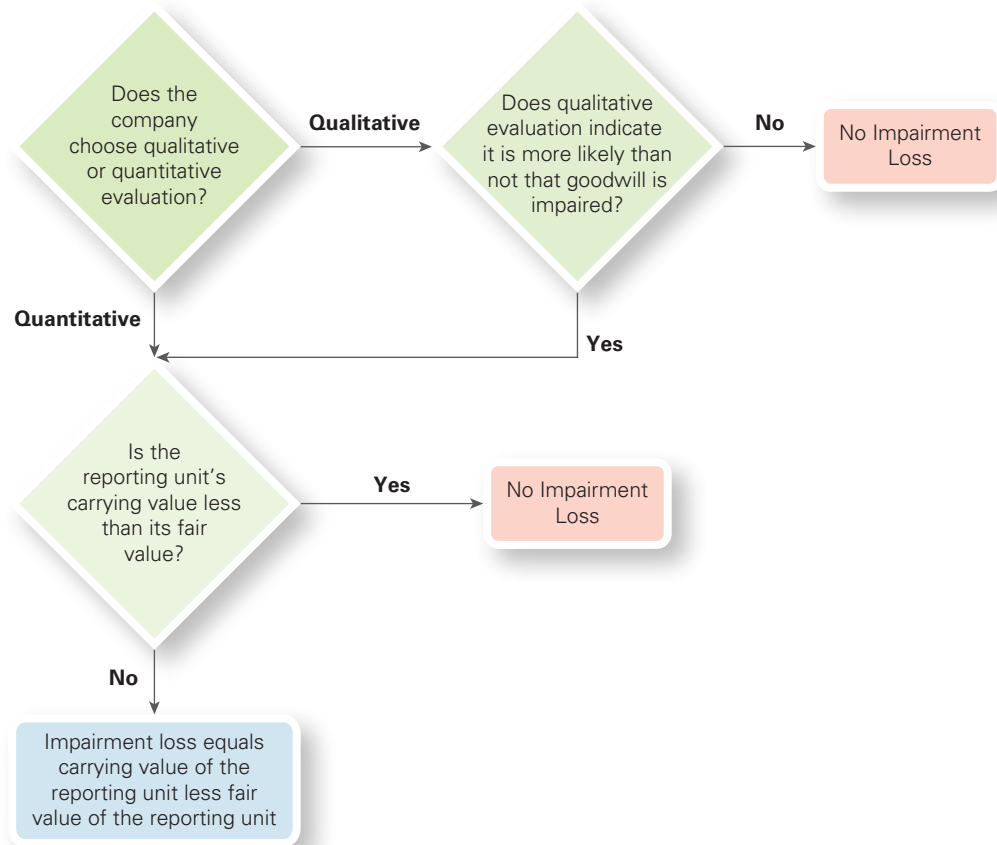 Does the
company
choose qualitative
or quantitative
evaluation?
Qualitative
Does qualitative
evaluation indicate
it is more likely than
not that goodwill is
impaired?
No
No Impairment
Loss
Quantitative
Yes
Is the
reporting unit's
carrying value less
than its fair
value?
Yes
No Impairment
Loss
No
Impairment loss equals
carrying value of the
reporting unit less fair
value of the reporting unit